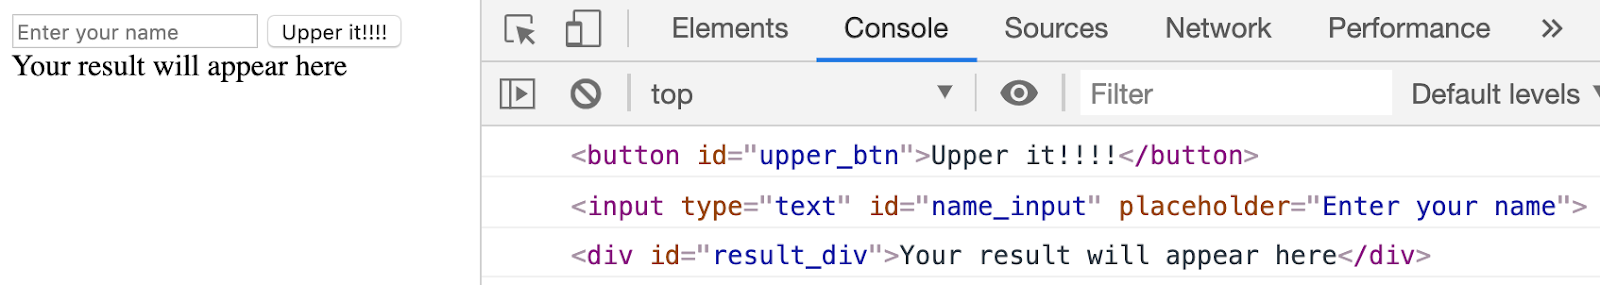 Enter your name Upper it!!!!
Your result will appear here
Elements Console Sources Network Performance »
top Filter Default levels
<button id="upper_btn">Upper it!!!!</button>
<input type="text" id="name_input" placeholder="Enter your name">
<div id="result_div">Your result will appear here</div>